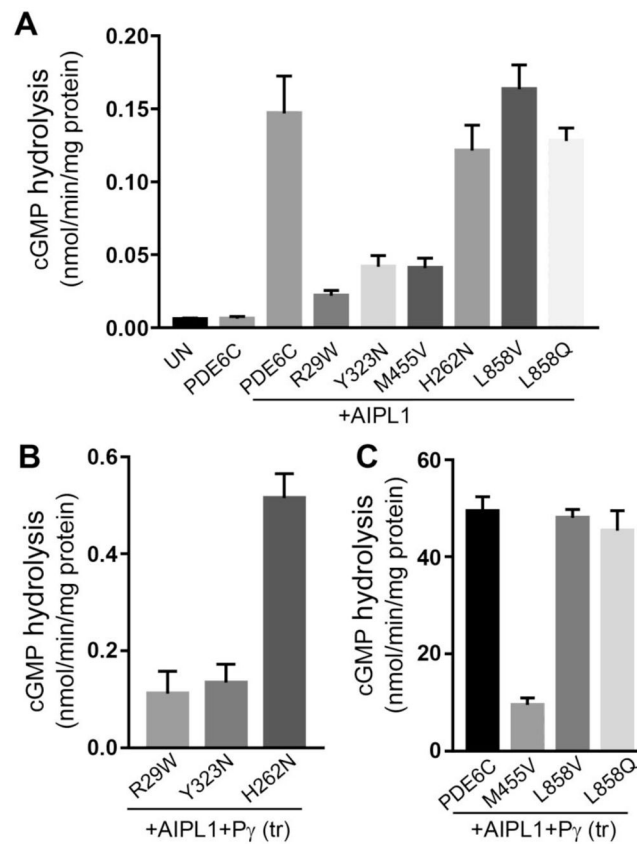 A
cGMP hydrolysis
(nmol/min/mg protein)
0.20
0.15
0.10
0.05
0.00
UN
PDE6C
PDE6C
R29W
Y323N
M455V
H262N
L858V
L858Q
+AIPL1
B
cGMP hydrolysis
(nmol/min/mg protein)
0.6
0.4
0.2
0.0
R29W
Y323N
H262N
+AIPL1+Pγ (tr)
C
cGMP hydrolysis
(nmol/min/mg protein)
60
40
20
0
PDE6C
M455V
L858V
L858Q
+AIPL1+Pγ (tr)